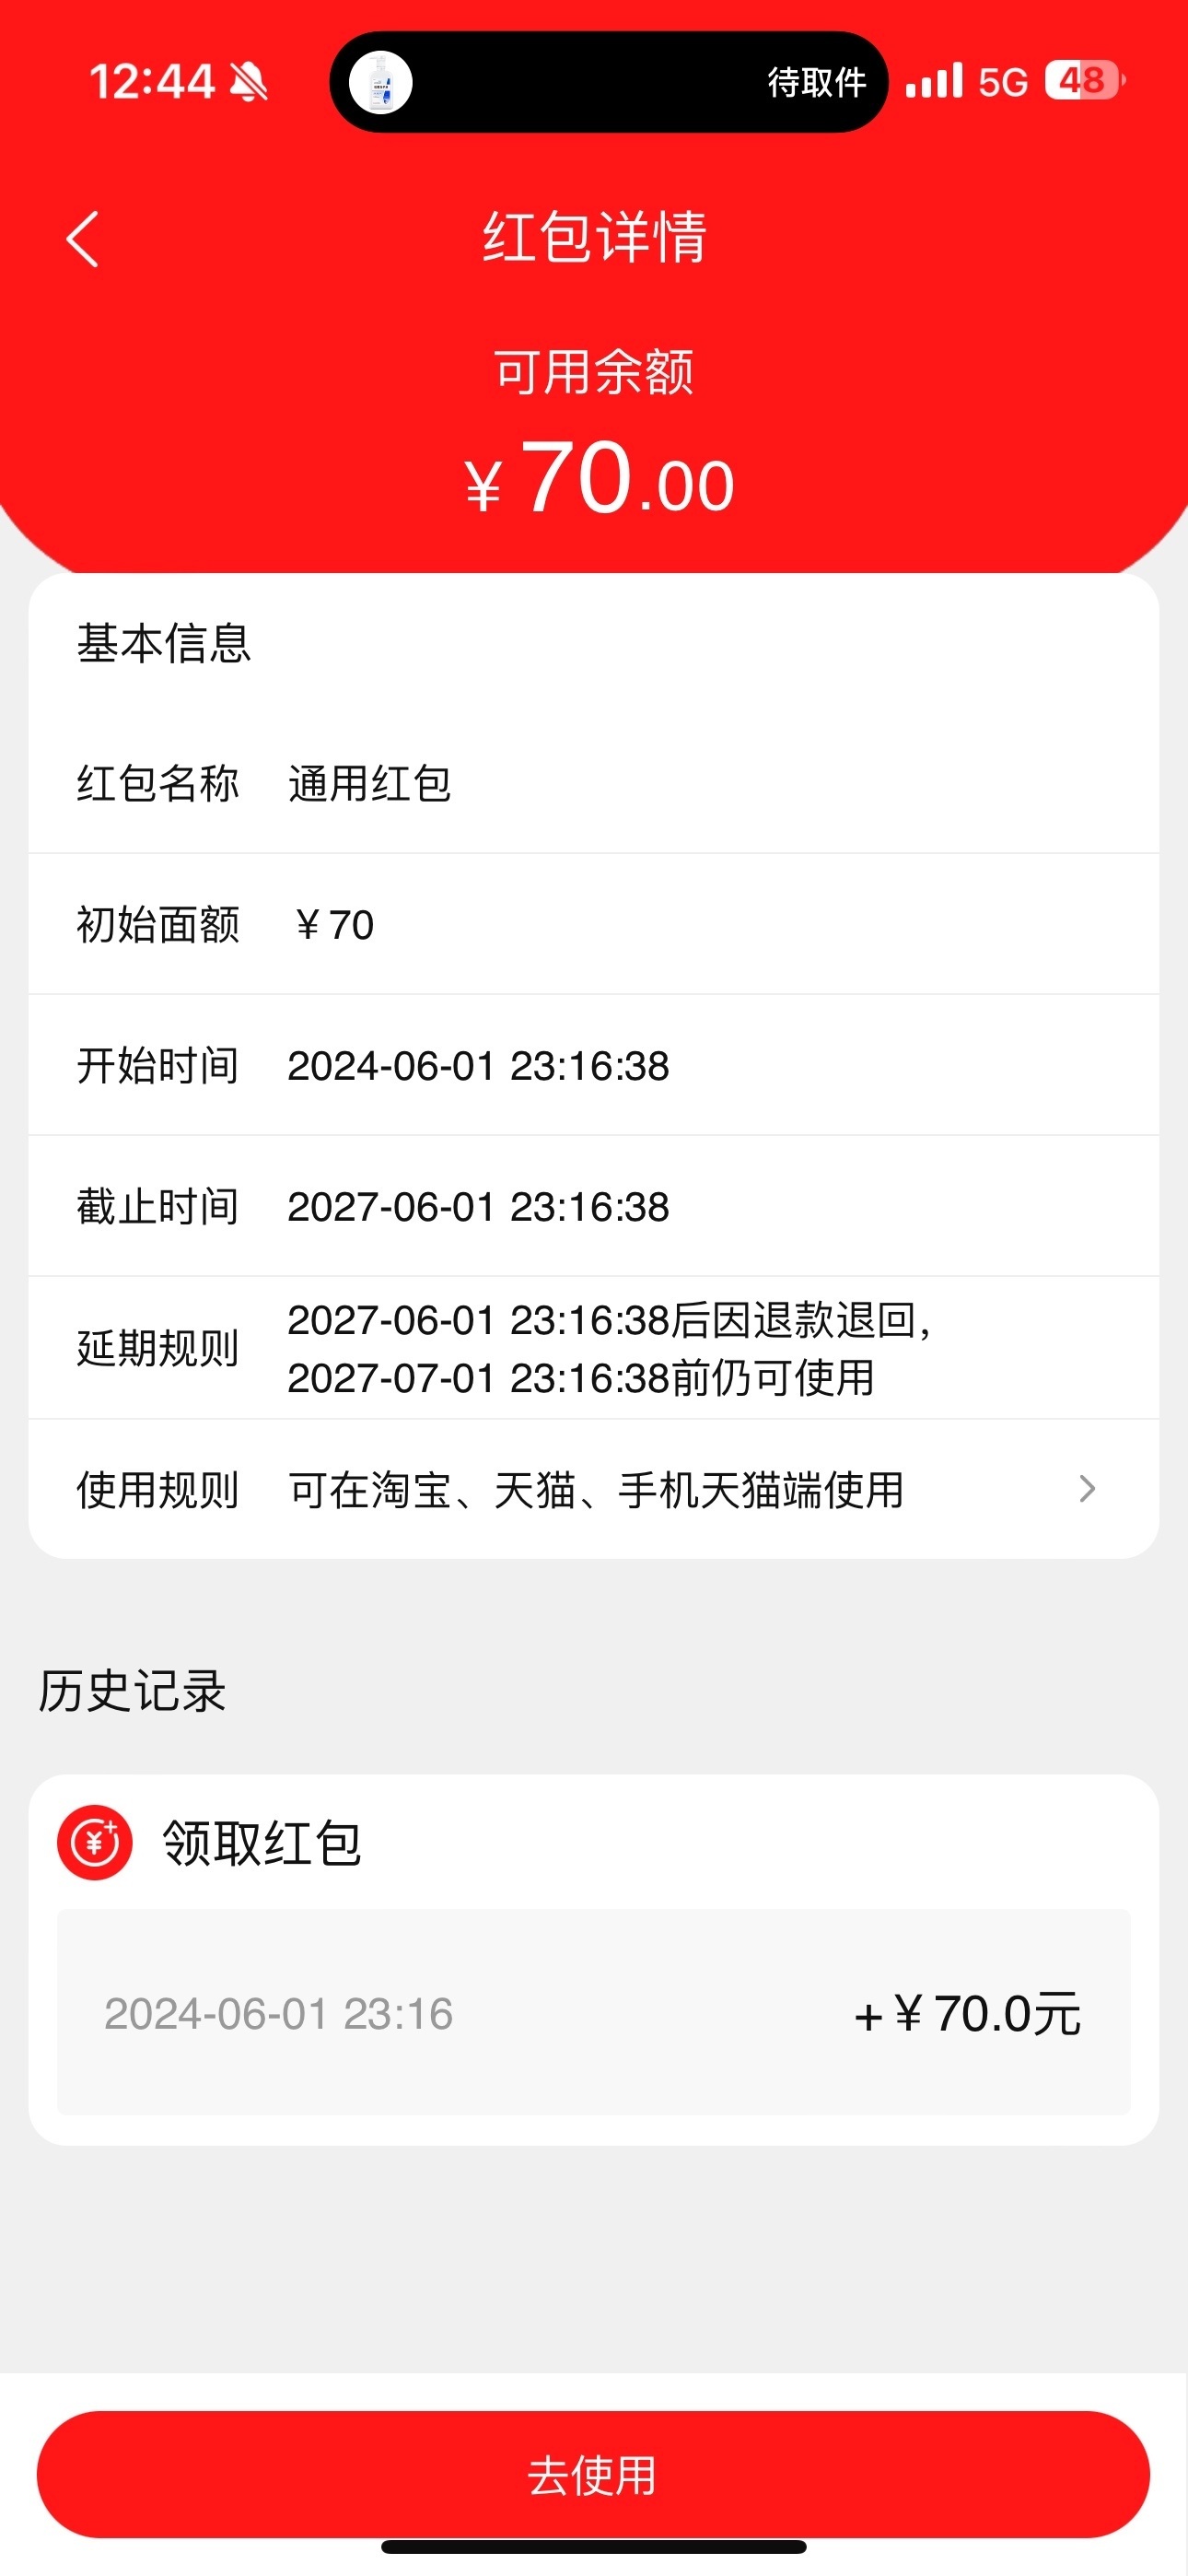 12:44
待取件
5G
48
红包详情
可用余额
¥70.00
基本信息
红包名称 通用红包
初始面额 ¥70
开始时间 2024-06-01 23:16:38
截止时间 2027-06-01 23:16:38
延期规则 2027-06-01 23:16:38后因退款退回,
2027-07-01 23:16:38前仍可使用
使用规则 可在淘宝、天猫、手机天猫端使用
历史记录
领取红包
2024-06-01 23:16 +¥70.0元
去使用